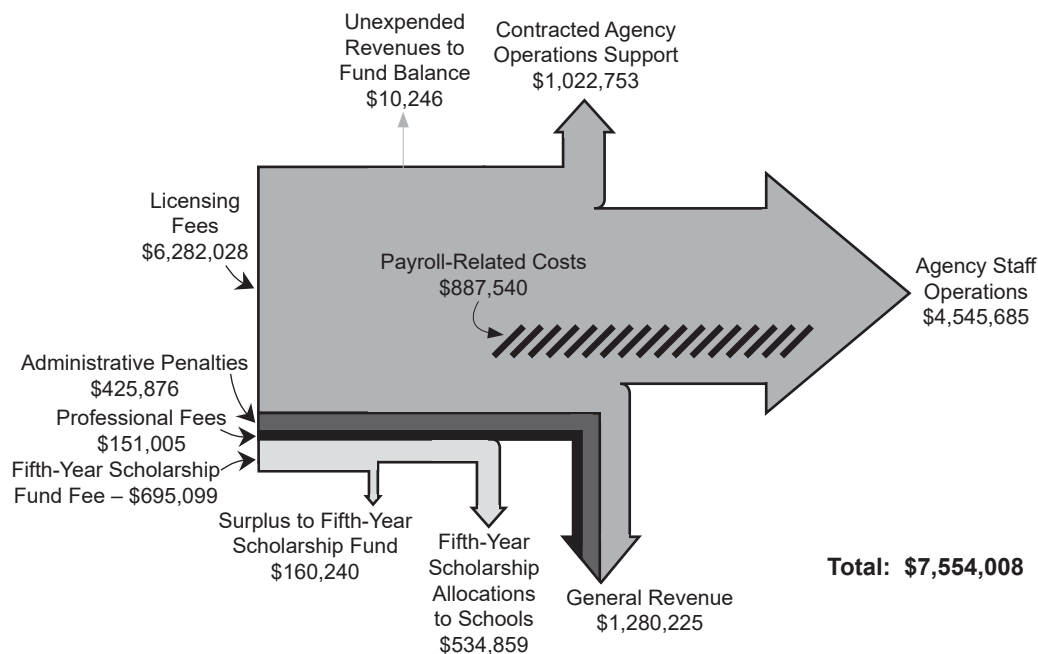 Unexpended
Revenues to
Fund Balance
$10,246
Contracted Agency
Operations Support
$1,022,753
Licensing
Fees
$6,282,028
Payroll-Related Costs
$887,540
Agency Staff
Operations
$4,545,685
Administrative Penalties
$425,876
Professional Fees
$151,005
Fifth-Year Scholarship
Fund Fee – $695,099
Surplus to Fifth-Year
Scholarship Fund
$160,240
Fifth-Year
Scholarship
Allocations
to Schools
$534,859
General Revenue
$1,280,225
Total: $7,554,008